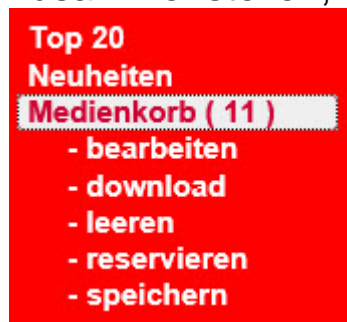 Top 20
Neuheiten
Medienkorb ( 11 )
- bearbeiten
- download
- leeren
- reservieren
- speichern